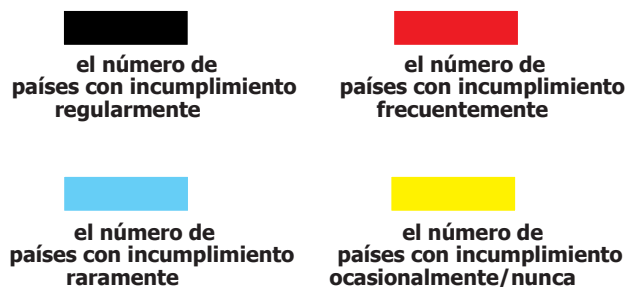 el número de
países con incumplimiento
regularmente
el número de
países con incumplimiento
frecuentemente
el número de
países con incumplimiento
raramente
el número de
países con incumplimiento
ocasionalmente/nunca